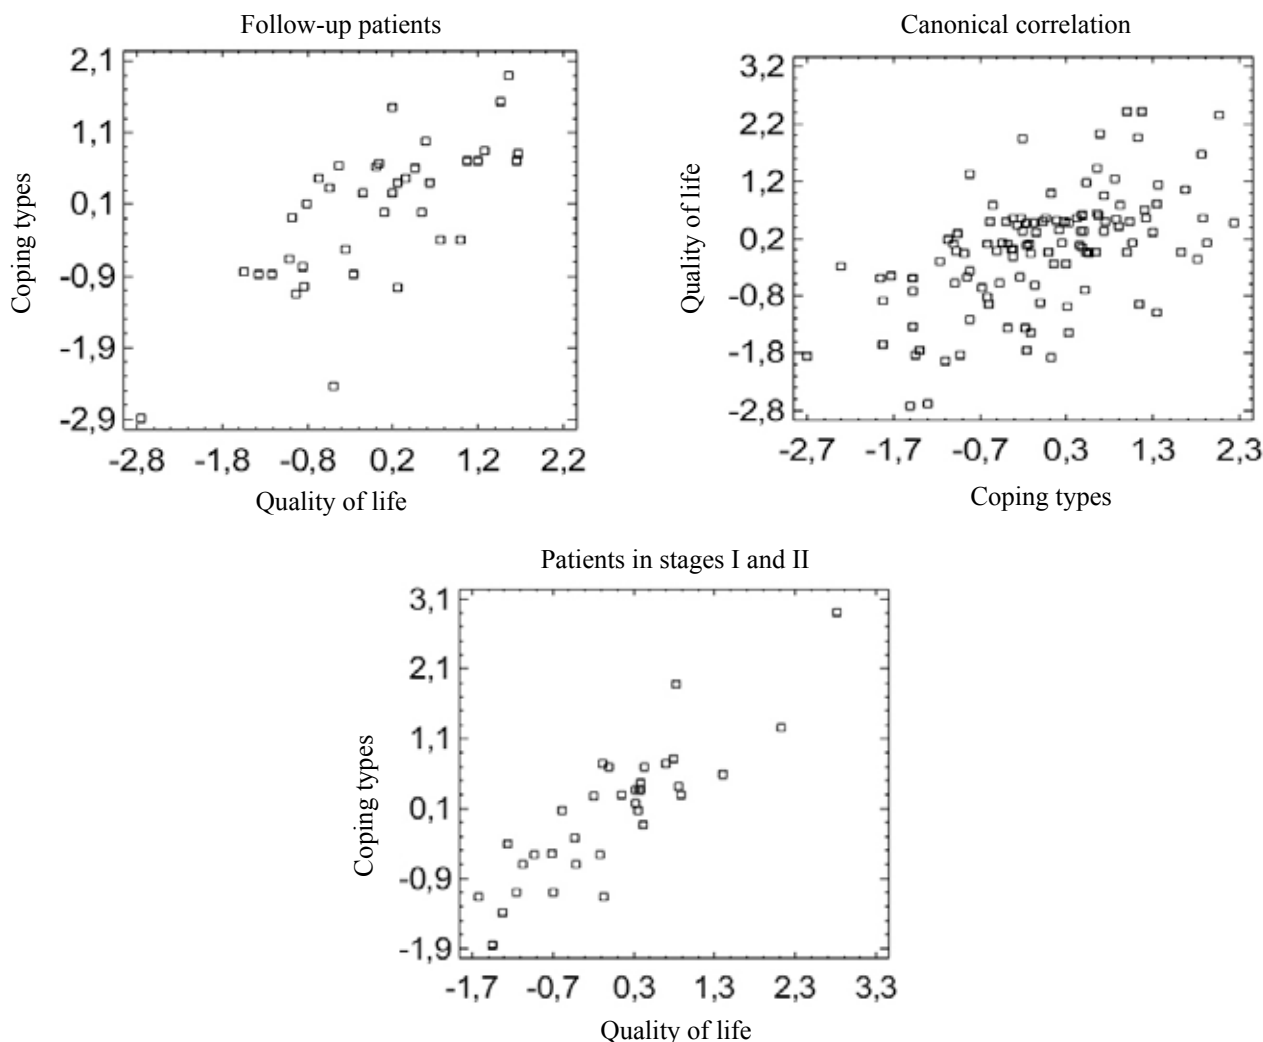 Follow-up patients
2,1
1,1
0,1
-0,9
-1,9
-2,9
Coping types
-2,8 -1,8 -0,8 0,2 1,2 2,2
Quality of life
Canonical correlation
3,2
2,2
1,2
0,2
-0,8
-1,8
-2,8
Quality of life
-2,7 -1,7 -0,7 0,3 1,3 2,3
Coping types
Patients in stages I and II
3,1
2,1
1,1
0,1
-0,9
-1,9
Coping types
-1,7 -0,7 0,3 1,3 2,3 3,3
Quality of life